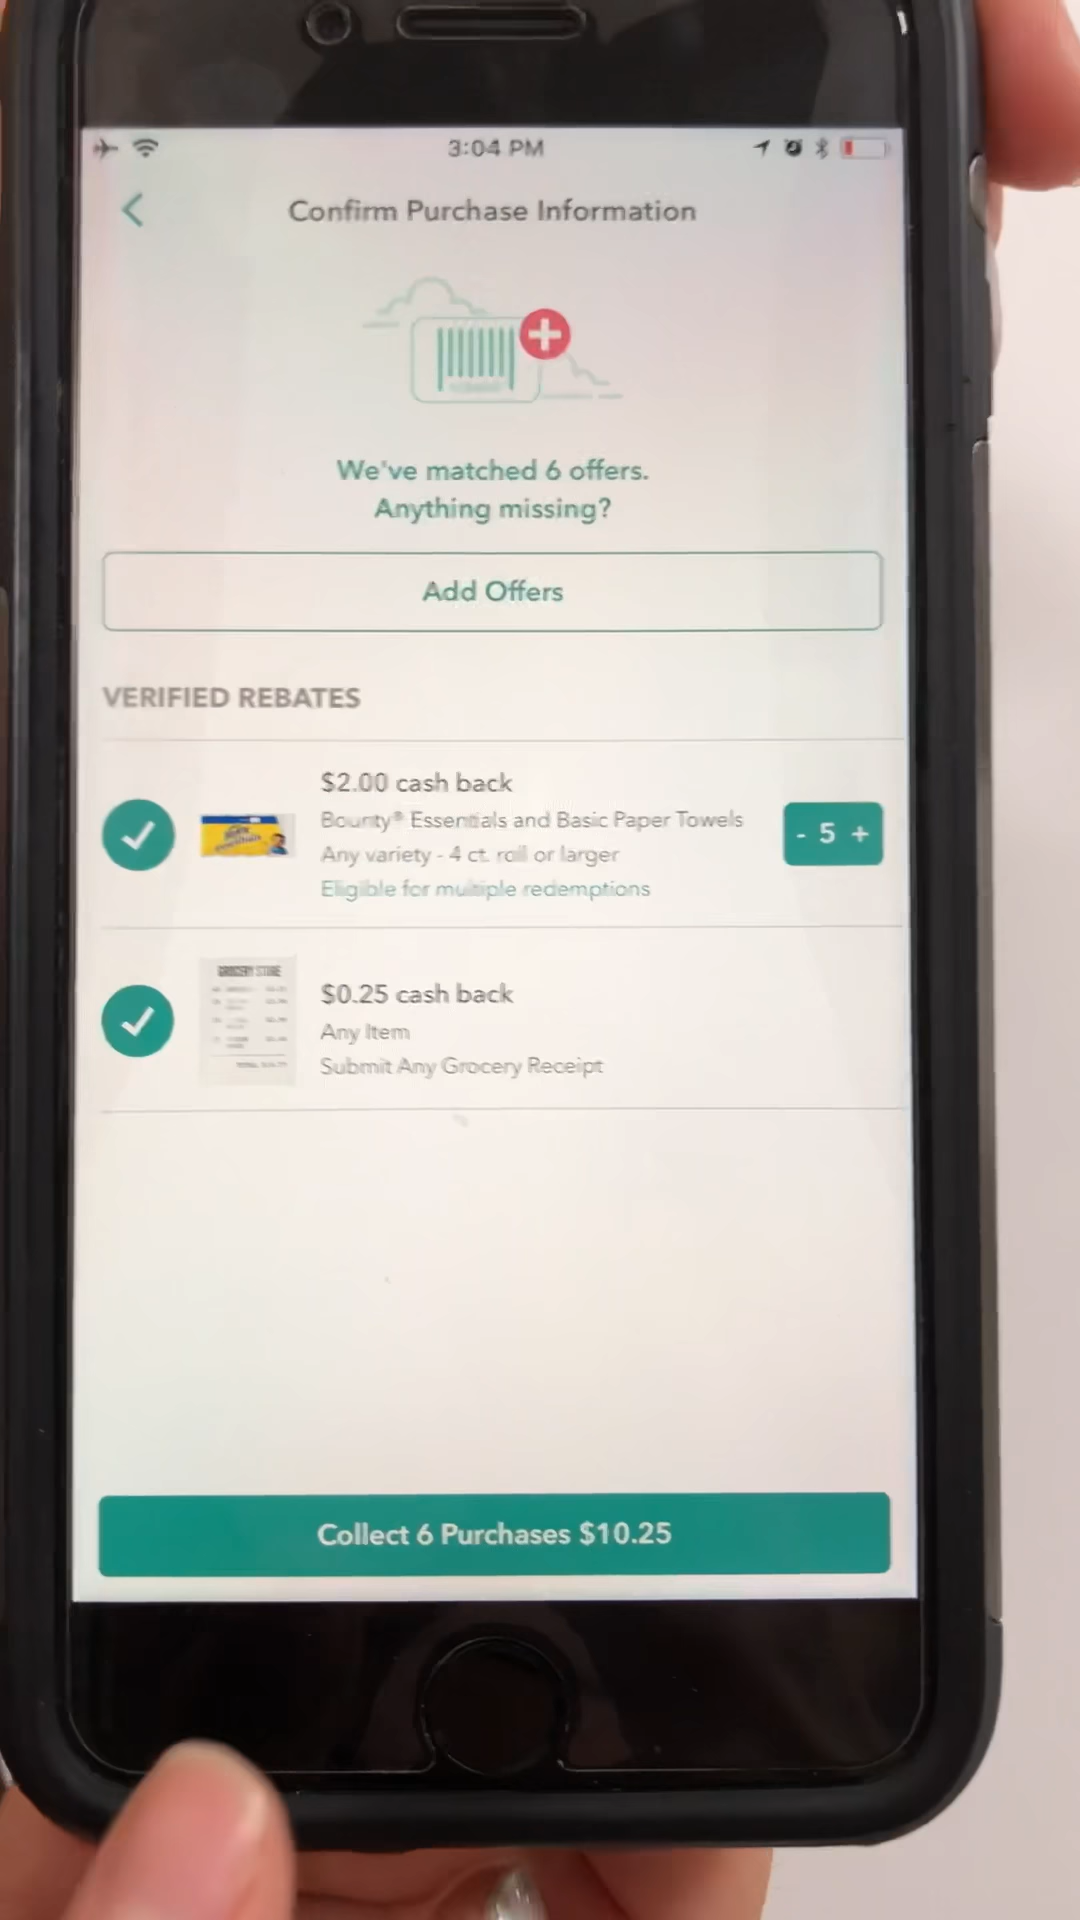 3:04 PM
Confirm Purchase Information
We've matched 6 offers.
Anything missing?
Add Offers
VERIFIED REBATES
$2.00 cash back
Bounty® Essentials and Basic Paper Towels
Any variety - 4 ct. roll or larger
Eligible for multiple redemptions
- 5 +
GROCERY STORE
$0.25 cash back
Any Item
Submit Any Grocery Receipt
Collect 6 Purchases $10.25